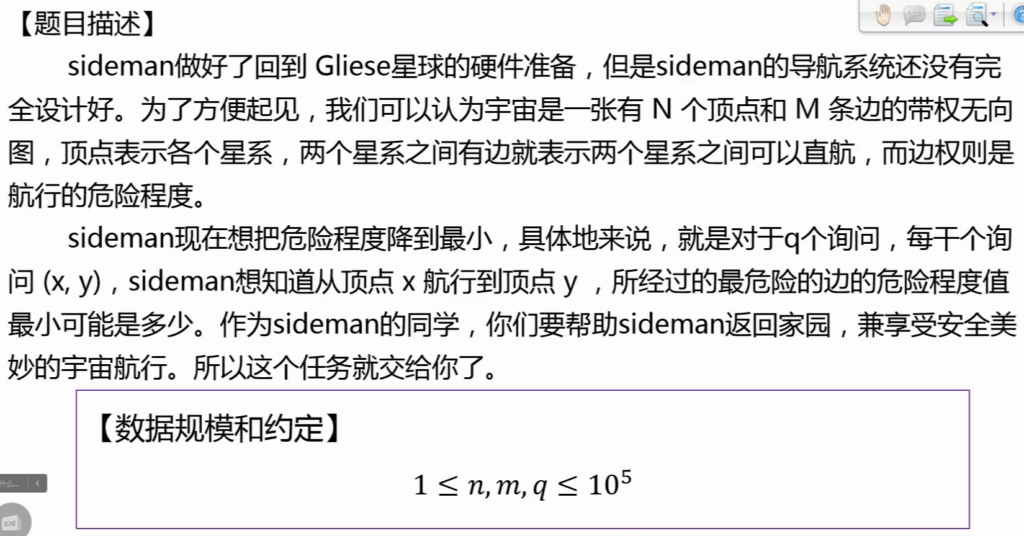 【题目描述】
sideman做好了回到 Gliese星球的硬件准备，但是sideman的导航系统还没有完
全设计好。为了方便起见，我们可以认为宇宙是一张有 N 个顶点和 M 条边的带权无向
图，顶点表示各个星系，两个星系之间有边就表示两个星系之间可以直航，而边权则是
航行的危险程度。
sideman现在想把危险程度降到最小，具体地来说，就是对于q个询问，每干个询
问 (x, y)，sideman想知道从顶点 x 航行到顶点 y ，所经过的最危险的边的危险程度值
最小可能是多少。作为sideman的同学，你们要帮助sideman返回家园，兼享受安全美
妙的宇宙航行。所以这个任务就交给你了。
【数据规模和约定】
1 ≤ n, m, q ≤ 10⁵